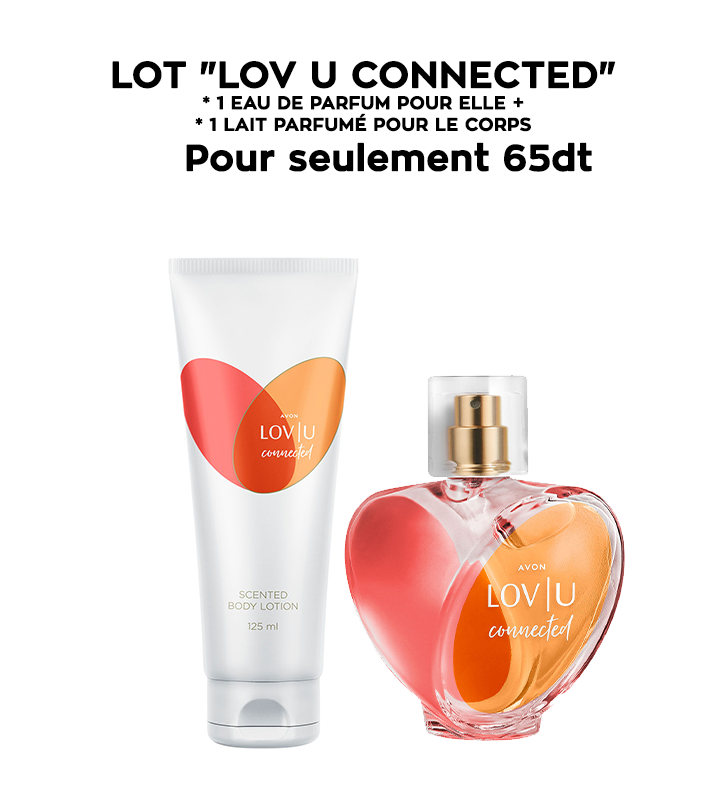 LOT "LOV U CONNECTED"
* 1 EAU DE PARFUM POUR ELLE +
* 1 LAIT PARFUMÉ POUR LE CORPS
Pour seulement 65dt
AVON
LOV|U
connected
SCENTED
BODY LOTION
125 ml
AVON
LOV|U
connected